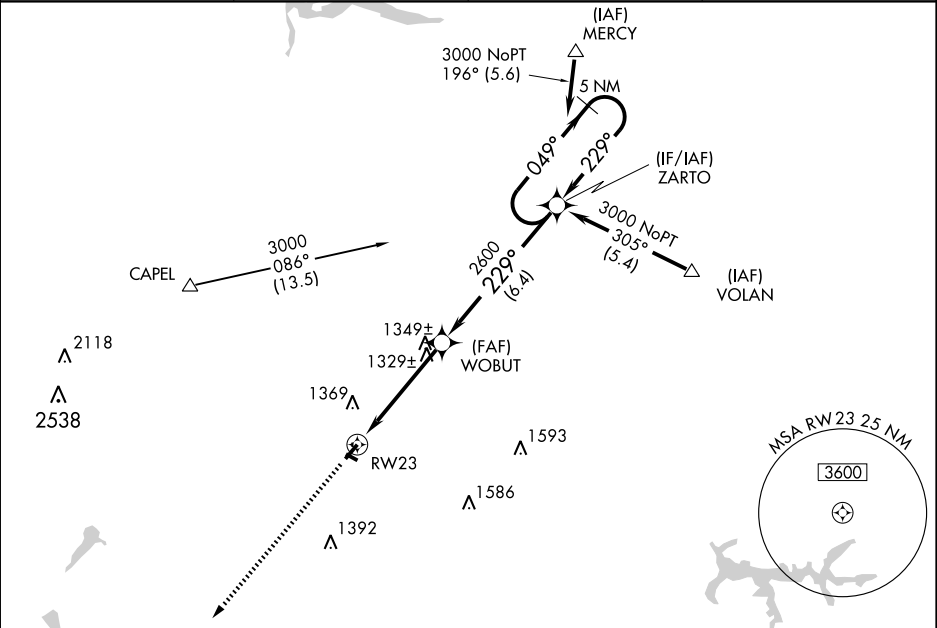 (IAF)
MERCY
3000 NoPT
196° (5.6)
5 NM
049°
229°
(IF/IAF)
ZARTO
3000 NoPT
305°
(5.4)
(IAF)
VOLAN
3000
086°
(13.5)
CAPEL
2600
229°
(6.4)
2118
2538
1349±
1329±
(FAF)
WOBUT
1369
RW23
1593
1586
1392
MSA RW23 25 NM
3600